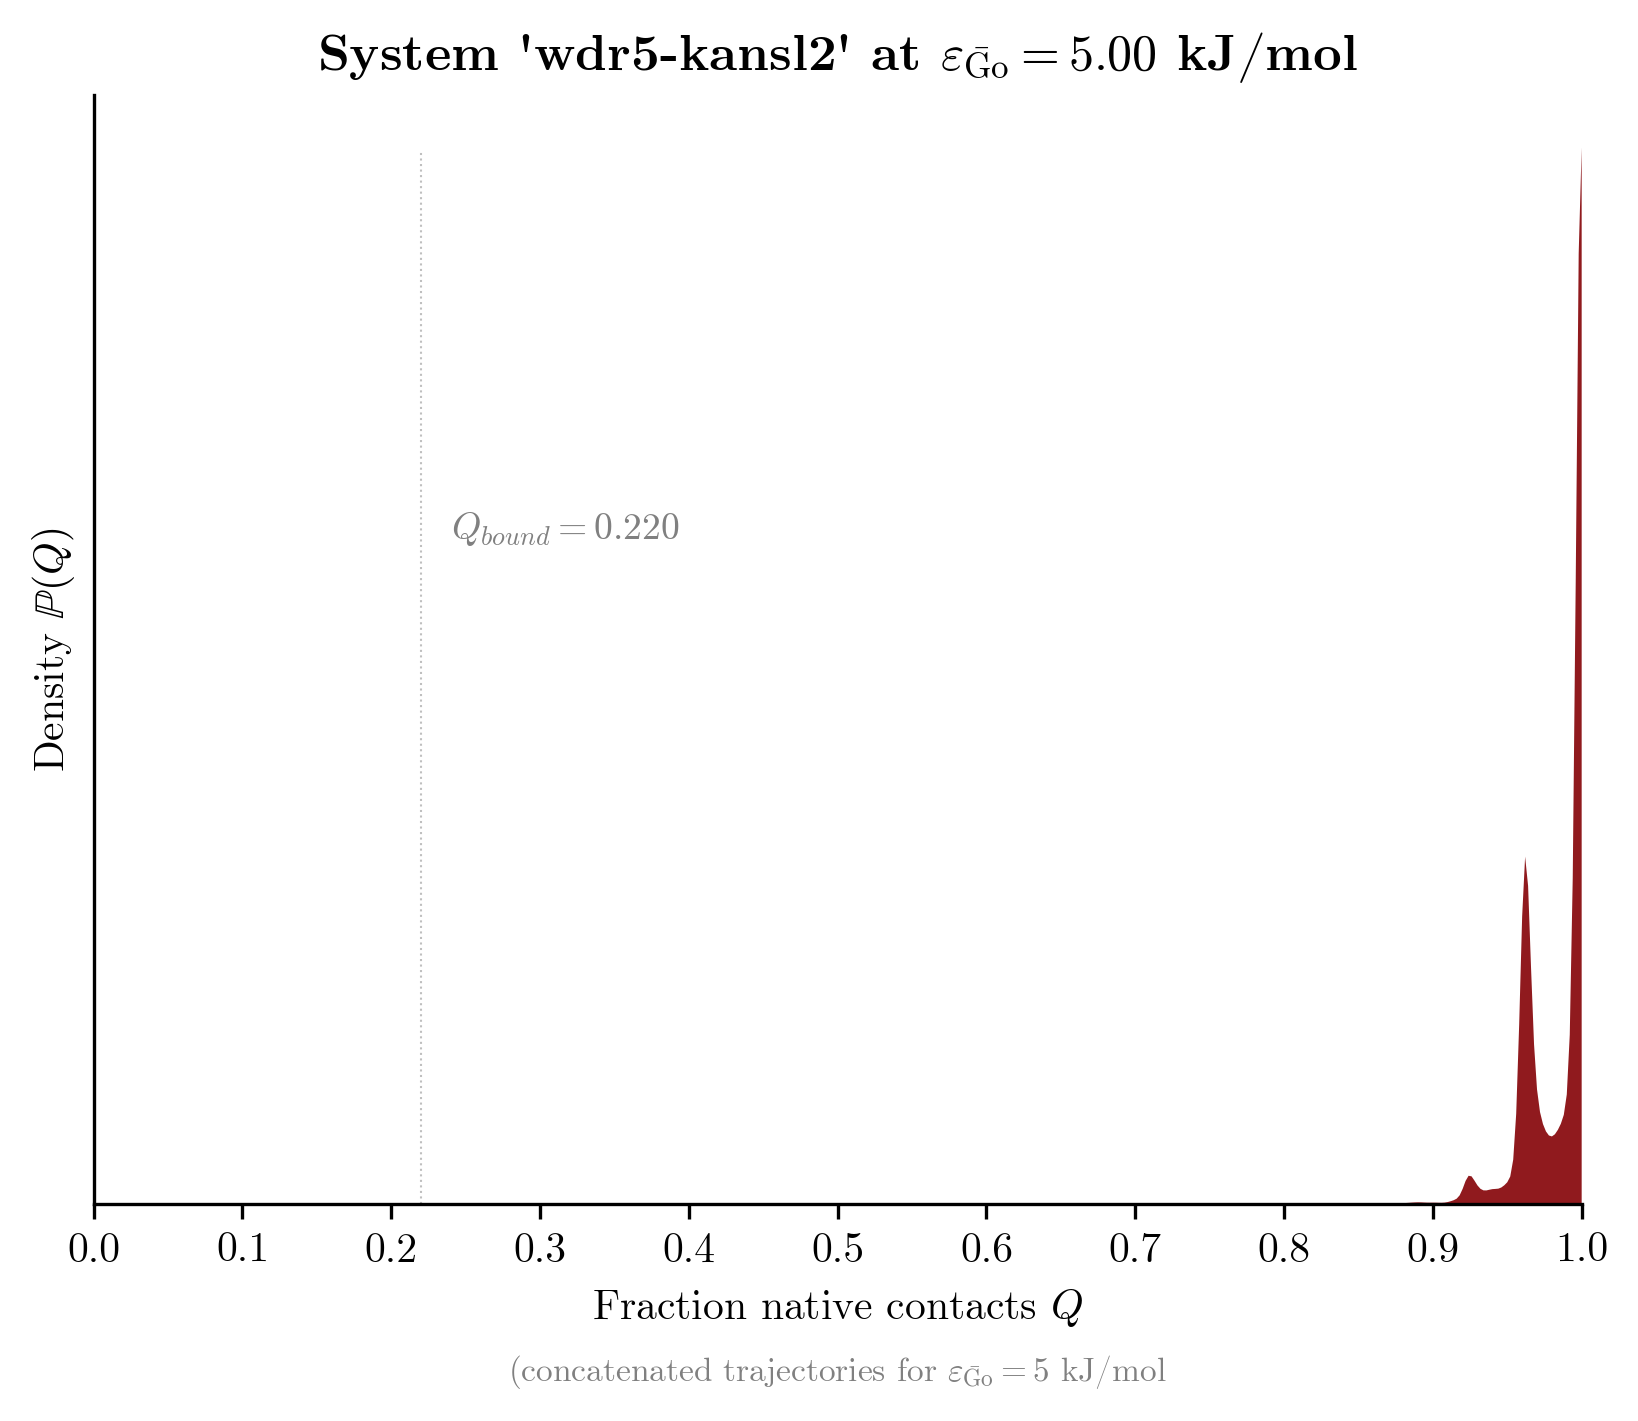 System 'wdr5-kansl2' at ε_Ḡo = 5.00 kJ/mol
Density ℙ(Q)
Q_bound = 0.220
0.0 0.1 0.2 0.3 0.4 0.5 0.6 0.7 0.8 0.9 1.0
Fraction native contacts Q
(concatenated trajectories for ε_Ḡo = 5 kJ/mol